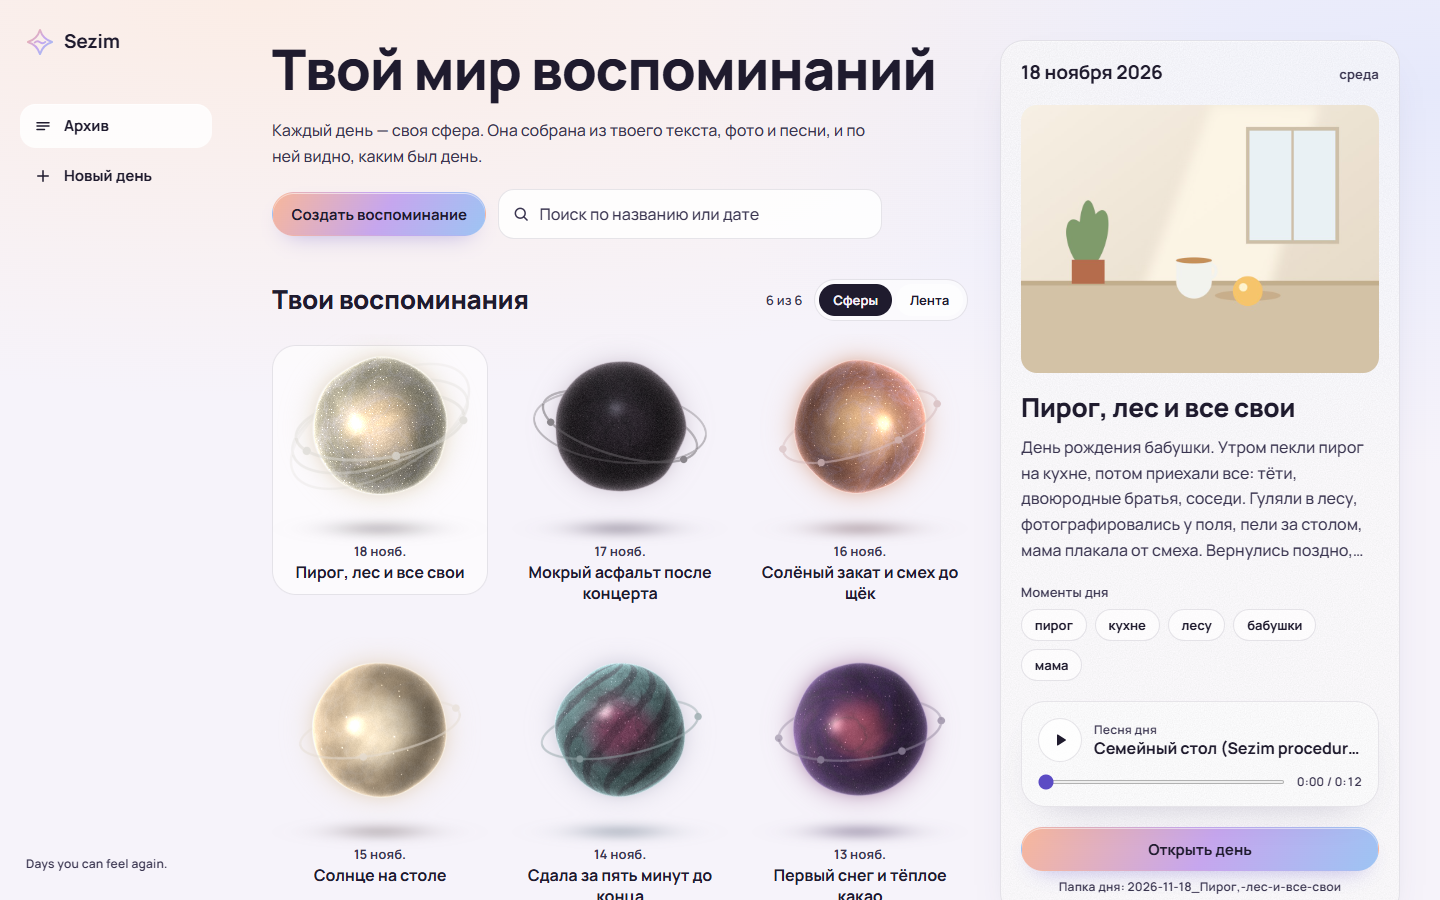 Sezim
Архив
Новый день
Days you can feel again.
Твой мир воспоминаний
Каждый день — своя сфера. Она собрана из твоего текста, фото и песни, и по
ней видно, каким был день.
Создать воспоминание
Поиск по названию или дате
Твои воспоминания
6 из 6
Сферы
Лента
18 нояб.
Пирог, лес и все свои
17 нояб.
Мокрый асфальт после
концерта
16 нояб.
Солёный закат и смех до
щёк
15 нояб.
Солнце на столе
14 нояб.
Сдала за пять минут до
конца
13 нояб.
Первый снег и тёплое
какао
18 ноября 2026
среда
Пирог, лес и все свои
День рождения бабушки. Утром пекли пирог
на кухне, потом приехали все: тёти,
двоюродные братья, соседи. Гуляли в лесу,
фотографировались у поля, пели за столом,
мама плакала от смеха. Вернулись поздно,…
Моменты дня
пирог
кухне
лесу
бабушки
мама
Песня дня
Семейный стол (Sezim procedur…
0:00 / 0:12
Открыть день
Папка дня: 2026-11-18_Пирог,-лес-и-все-свои